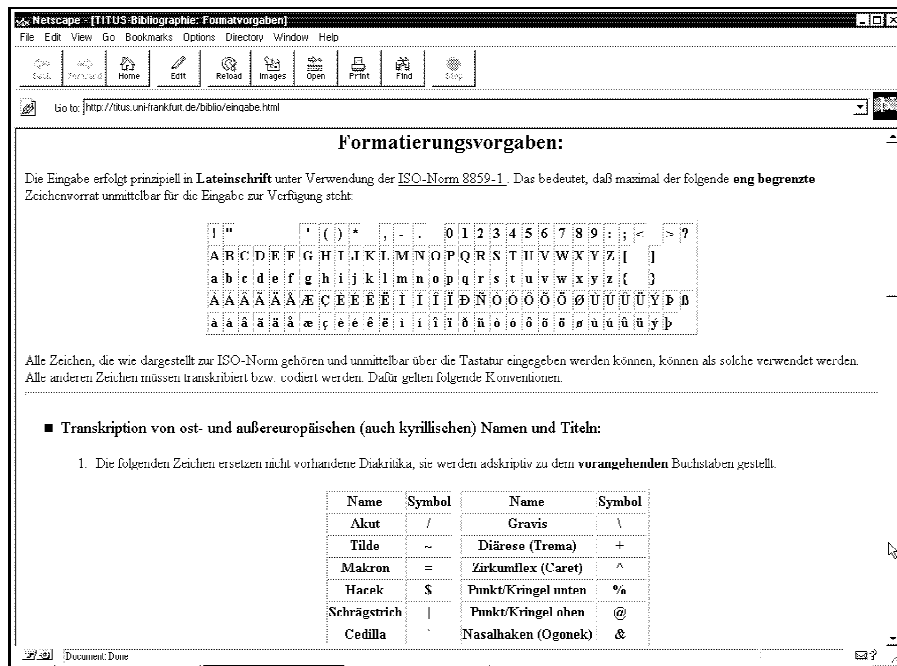 Netscape - [TITUS-Bibliographie: Formatvorgaben]
File Edit View Go Bookmarks Options Directory Window Help
Back Forward Home Edit Reload Images Open Print Find Stop
Go to: http://titus.uni-frankfurt.de/biblio/eingabe.html
Formatierungsvorgaben:
Die Eingabe erfolgt prinzipiell in Lateinschrift unter Verwendung der ISO-Norm 8859-1 . Das bedeutet, daß maximal der folgende eng begrenzte
Zeichenvorrat unmittelbar für die Eingabe zur Verfügung steht:
! " ' ( ) * , - . 0 1 2 3 4 5 6 7 8 9 : ; < > ?
A B C D E F G H I J K L M N O P Q R S T U V W X Y Z [ ]
a b c d e f g h i j k l m n o p q r s t u v w x y z { }
À Á Â Ã Ä Å Æ Ç È É Ê Ë Ì Í Î Ï Ð Ñ Ò Ó Ô Õ Ö Ø Ù Ú Û Ü Ý Þ ß
à á â ã ä å æ ç è é ê ë ì í î ï ð ñ ò ó ô õ ö ø ù ú û ü ý þ
Alle Zeichen, die wie dargestellt zur ISO-Norm gehören und unmittelbar über die Tastatur eingegeben werden können, können als solche verwendet werden.
Alle anderen Zeichen müssen transkribiert bzw. codiert werden. Dafür gelten folgende Konventionen.
■ Transkription von ost- und außereuropäischen (auch kyrillischen) Namen und Titeln:
1. Die folgenden Zeichen ersetzen nicht vorhandene Diakritika, sie werden adskriptiv zu dem vorangehenden Buchstaben gestellt.
Name Symbol Name Symbol
Akut / Gravis \
Tilde ~ Diärese (Trema) +
Makron = Zirkumflex (Caret) ^
Hacek $ Punkt/Kringel unten %
Schrägstrich | Punkt/Kringel oben @
Cedilla ` Nasalhaken (Ogonek) &
Document: Done